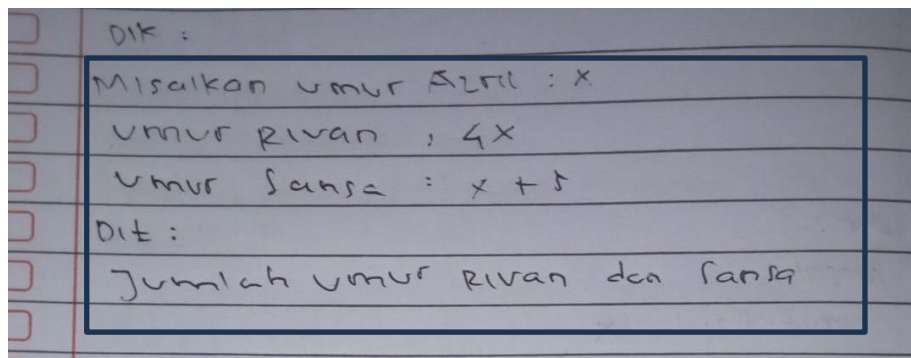 Dik :
Misalkan umur Azril : x
umur Rivan : 4x
umur Sansa : x + 5
Dit :
Jumlah umur Rivan dan Sansa